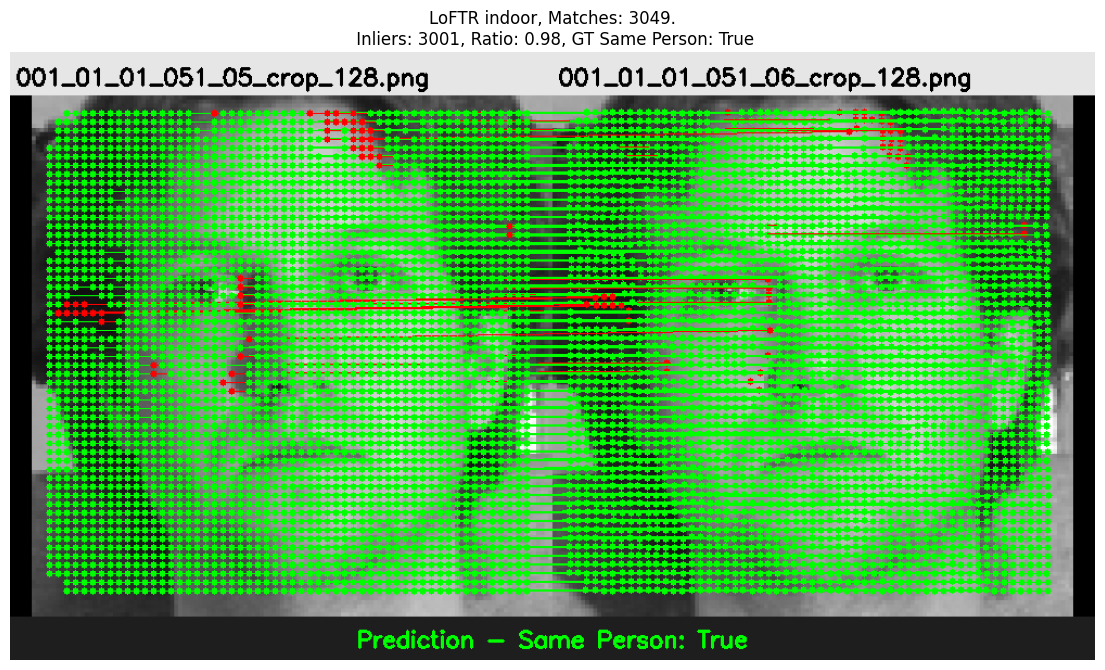 LoFTR indoor, Matches: 3049.
Inliers: 3001, Ratio: 0.98, GT Same Person: True
001_01_01_051_05_crop_128.png
001_01_01_051_06_crop_128.png
Prediction - Same Person: True